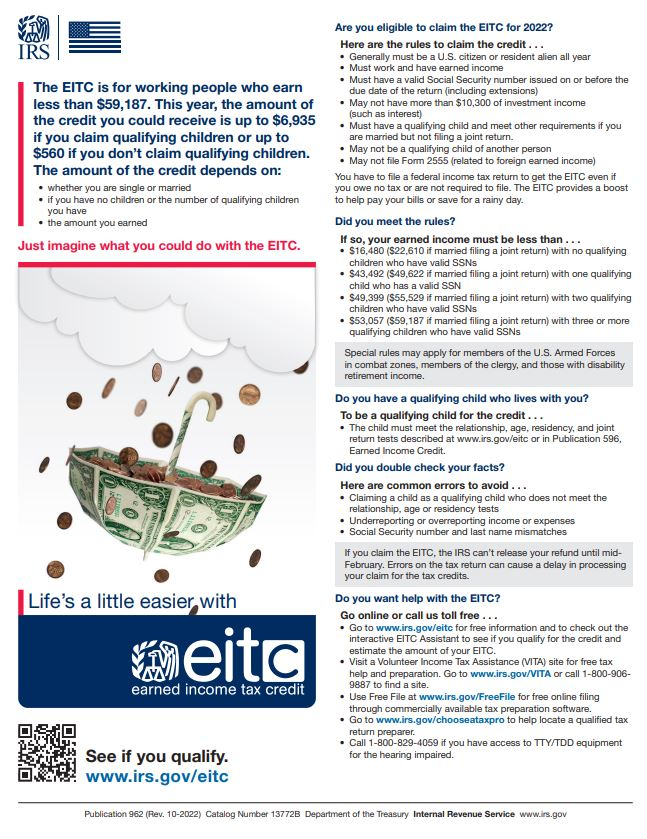 IRS
The EITC is for working people who earn
less than $59,187. This year, the amount of
the credit you could receive is up to $6,935
if you claim qualifying children or up to
$560 if you don't claim qualifying children.
The amount of the credit depends on:
• whether you are single or married
• if you have no children or the number of qualifying children
you have
• the amount you earned
Just imagine what you could do with the EITC.
Life's a little easier with
eitc
earned income tax credit
See if you qualify.
www.irs.gov/eitc
Are you eligible to claim the EITC for 2022?
Here are the rules to claim the credit . . .
• Generally must be a U.S. citizen or resident alien all year
• Must work and have earned income
• Must have a valid Social Security number issued on or before the
due date of the return (including extensions)
• May not have more than $10,300 of investment income
(such as interest)
• Must have a qualifying child and meet other requirements if you
are married but not filing a joint return.
• May not be a qualifying child of another person
• May not file Form 2555 (related to foreign earned income)
You have to file a federal income tax return to get the EITC even if
you owe no tax or are not required to file. The EITC provides a boost
to help pay your bills or save for a rainy day.
Did you meet the rules?
If so, your earned income must be less than . . .
• $16,480 ($22,610 if married filing a joint return) with no qualifying
children who have valid SSNs
• $43,492 ($49,622 if married filing a joint return) with one qualifying
child who has a valid SSN
• $49,399 ($55,529 if married filing a joint return) with two qualifying
children who have valid SSNs
• $53,057 ($59,187 if married filing a joint return) with three or more
qualifying children who have valid SSNs
Special rules may apply for members of the U.S. Armed Forces
in combat zones, members of the clergy, and those with disability
retirement income.
Do you have a qualifying child who lives with you?
To be a qualifying child for the credit . . .
• The child must meet the relationship, age, residency, and joint
return tests described at www.irs.gov/eitc or in Publication 596,
Earned Income Credit.
Did you double check your facts?
Here are common errors to avoid . . .
• Claiming a child as a qualifying child who does not meet the
relationship, age or residency tests
• Underreporting or overreporting income or expenses
• Social Security number and last name mismatches
If you claim the EITC, the IRS can't release your refund until mid-
February. Errors on the tax return can cause a delay in processing
your claim for the tax credits.
Do you want help with the EITC?
Go online or call us toll free . . .
• Go to www.irs.gov/eitc for free information and to check out the
interactive EITC Assistant to see if you qualify for the credit and
estimate the amount of your EITC.
• Visit a Volunteer Income Tax Assistance (VITA) site for free tax
help and preparation. Go to www.irs.gov/VITA or call 1-800-906-
9887 to find a site.
• Use Free File at www.irs.gov/FreeFile for free online filing
through commercially available tax preparation software.
• Go to www.irs.gov/chooseataxpro to help locate a qualified tax
return preparer.
• Call 1-800-829-4059 if you have access to TTY/TDD equipment
for the hearing impaired.
Publication 962 (Rev. 10-2022) Catalog Number 13772B Department of the Treasury Internal Revenue Service www.irs.gov